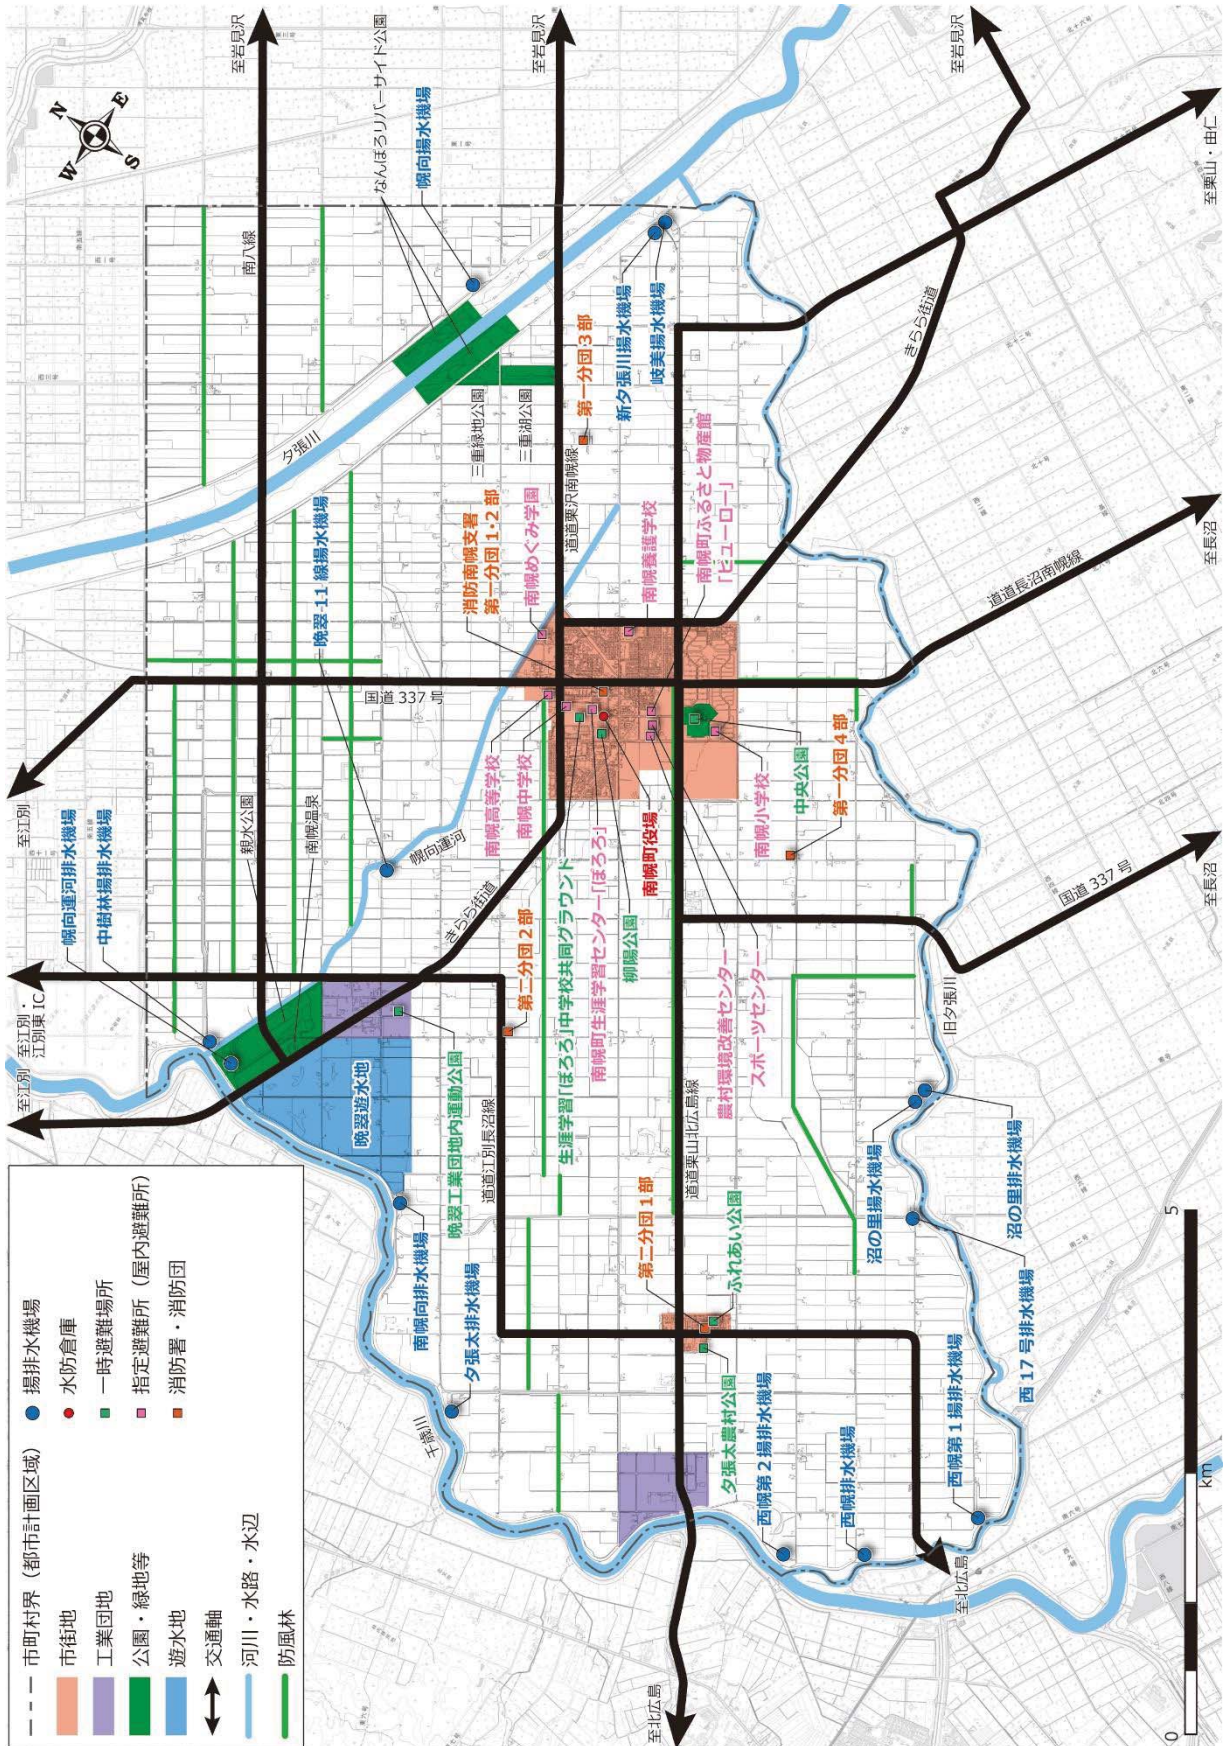 市町村界（都市計画区域）
市街地
工業団地
公園・緑地等
遊水地
交通軸
河川・水路・水辺
防風林
揚排水機場
水防倉庫
一時避難場所
指定避難所（屋内避難所）
消防署・消防団
至江別
至江別・
江別東IC
至江別
至岩見沢
至岩見沢
至岩見沢
至栗山・由仁
至長沼
至長沼
至北広島
至北広島
N
E
S
W
幌向運河排水機場
中樹林揚排水機場
親水公園
南幌温泉
晩翠遊水地
晩翠工業団地内運動公園
南幌向排水機場
夕張太排水機場
千歳川
道道江別長沼線
第二分団2部
きらら街道
幌向運河
晩翠11線揚水機場
国道337号
南八線
夕張川
なんぽろリバーサイド公園
幌向揚水機場
三重緑地公園
三重湖公園
道道栗沢南幌線
第一分団3部
新夕張川揚水機場
岐美揚水機場
消防南幌支署
第一分団1・2部
南幌めぐみ学園
南幌養護学校
南幌町ふるさと物産館
「ビューロー」
南幌高等学校
南幌中学校
生涯学習「ぽろろ」中学校共同グラウンド
南幌町生涯学習センター「ぽろろ」
柳陽公園
南幌町役場
農村環境改善センター
スポーツセンター
南幌小学校
中央公園
第一分団4部
きらら街道
道道長沼南幌線
国道337号
旧夕張川
道道栗山北広島線
第二分団1部
ふれあい公園
夕張太農村公園
西幌第2揚排水機場
西幌排水機場
西幌第1揚排水機場
西17号排水機場
沼の里揚水機場
沼の里排水機場
0
5
km